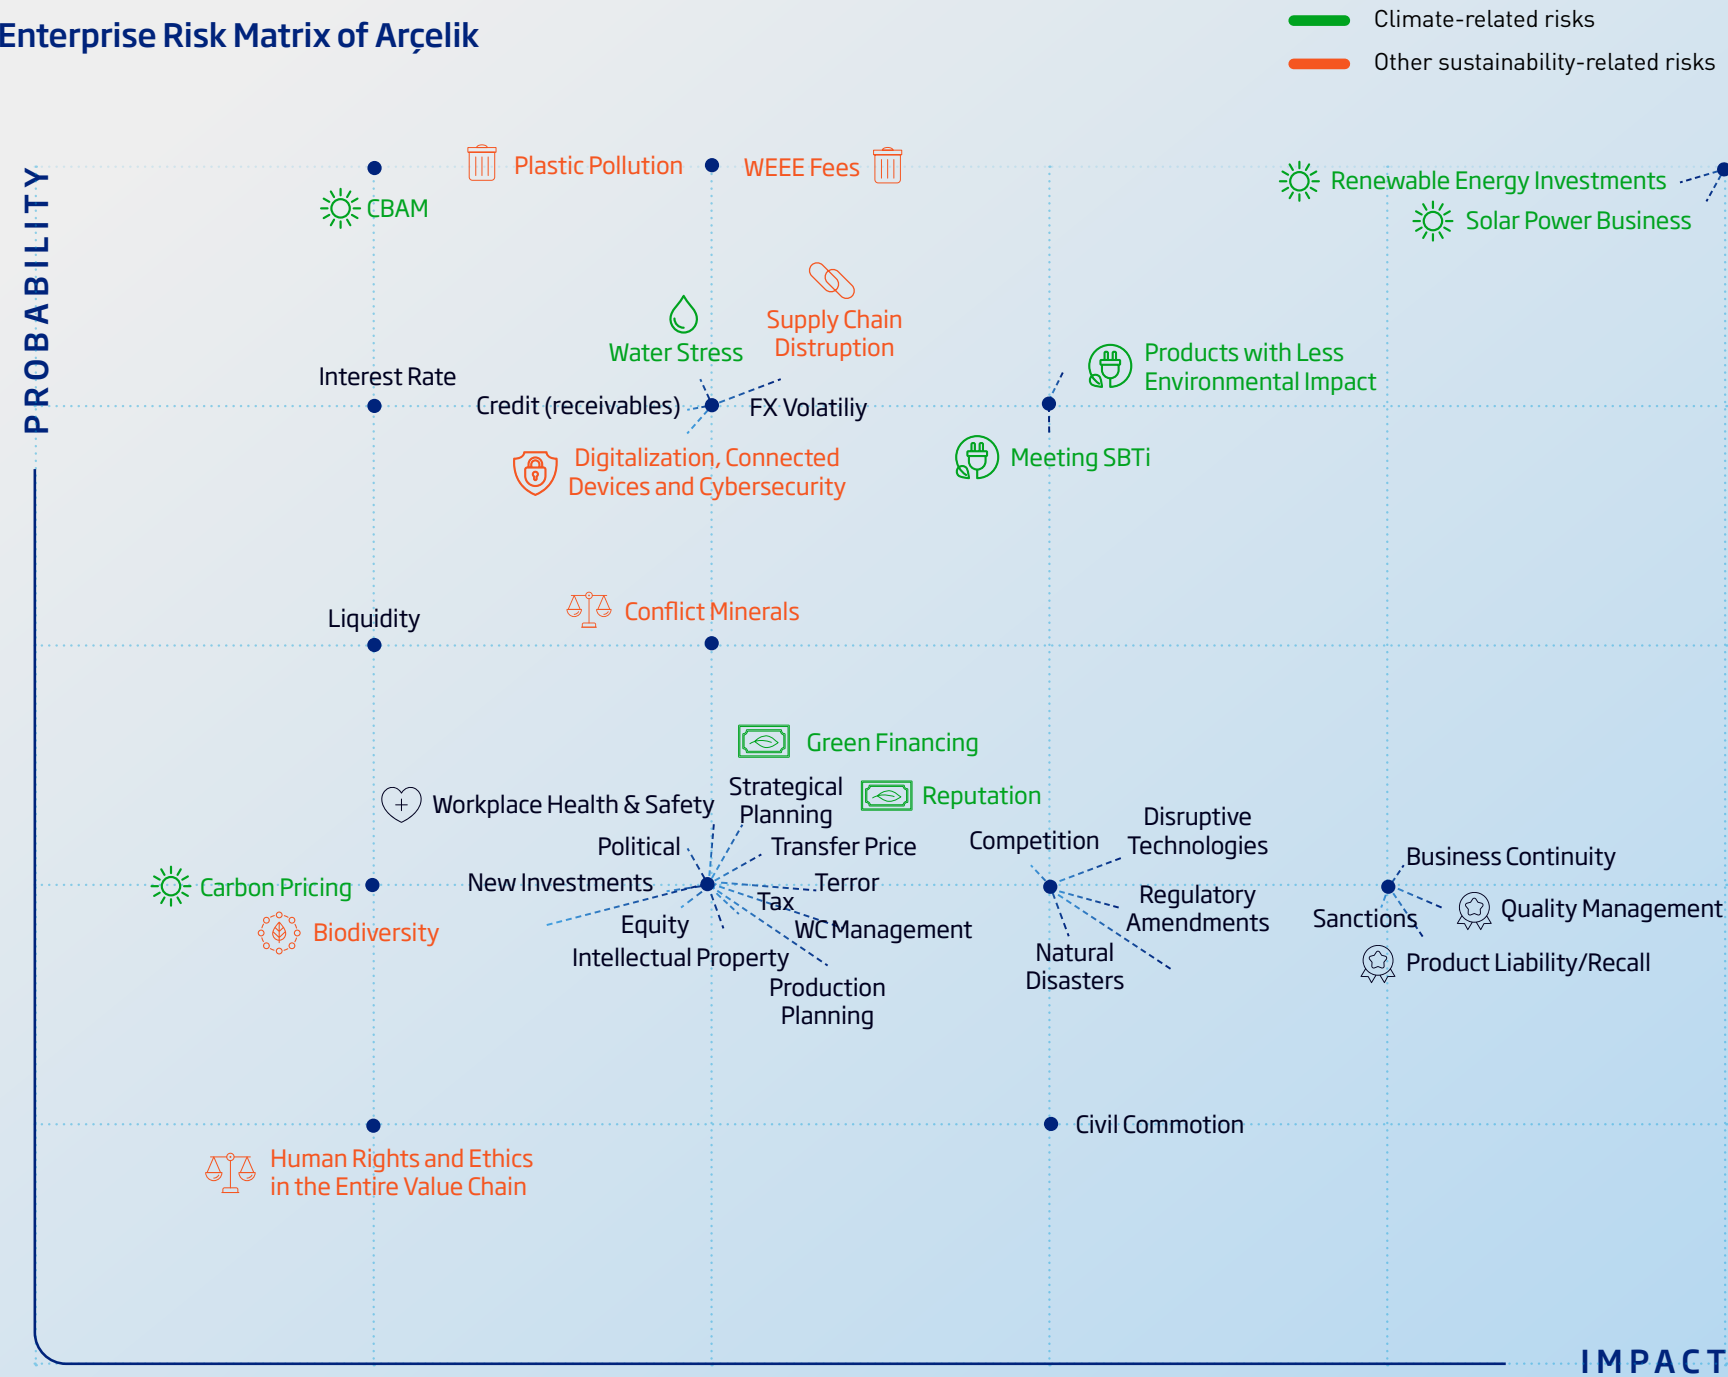 Enterprise Risk Matrix of Arçelik
Climate-related risks
Other sustainability-related risks
PROBABILITY
Plastic Pollution
WEEE Fees
CBAM
Renewable Energy Investments
Solar Power Business
Supply Chain
Distruption
Water Stress
Products with Less
Environmental Impact
Interest Rate
Credit (receivables)
FX Volatiliy
Digitalization, Connected
Devices and Cybersecurity
Meeting SBTi
Liquidity
Conflict Minerals
Green Financing
Strategical
Planning
Reputation
Workplace Health & Safety
Political
Transfer Price
Competition
Disruptive
Technologies
Business Continuity
Carbon Pricing
New Investments
Terror
Tax
Regulatory
Amendments
Sanctions
Quality Management
Biodiversity
Equity
WC Management
Intellectual Property
Natural
Disasters
Product Liability/Recall
Production
Planning
Civil Commotion
Human Rights and Ethics
in the Entire Value Chain
IMPACT